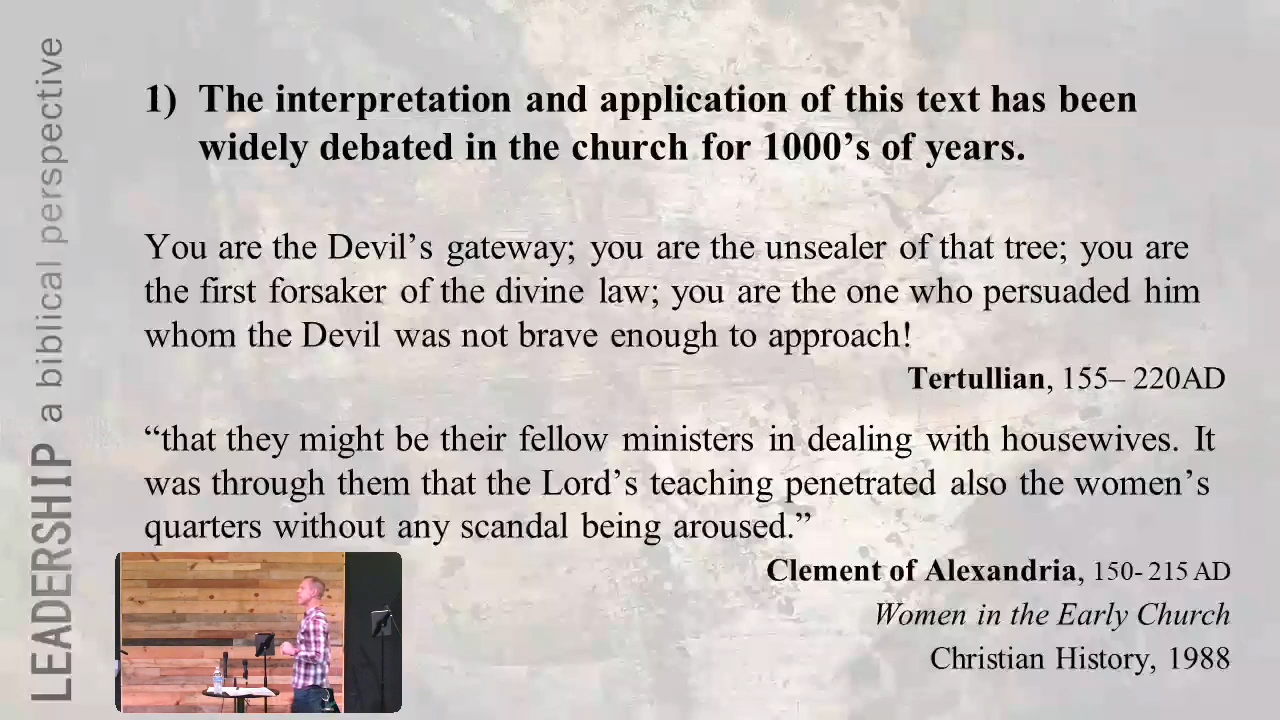 LEADERSHIP a biblical perspective
1) The interpretation and application of this text has been
widely debated in the church for 1000’s of years.
You are the Devil’s gateway; you are the unsealer of that tree; you are
the first forsaker of the divine law; you are the one who persuaded him
whom the Devil was not brave enough to approach!
Tertullian, 155– 220AD
“that they might be their fellow ministers in dealing with housewives. It
was through them that the Lord’s teaching penetrated also the women’s
quarters without any scandal being aroused.”
Clement of Alexandria, 150- 215 AD
Women in the Early Church
Christian History, 1988